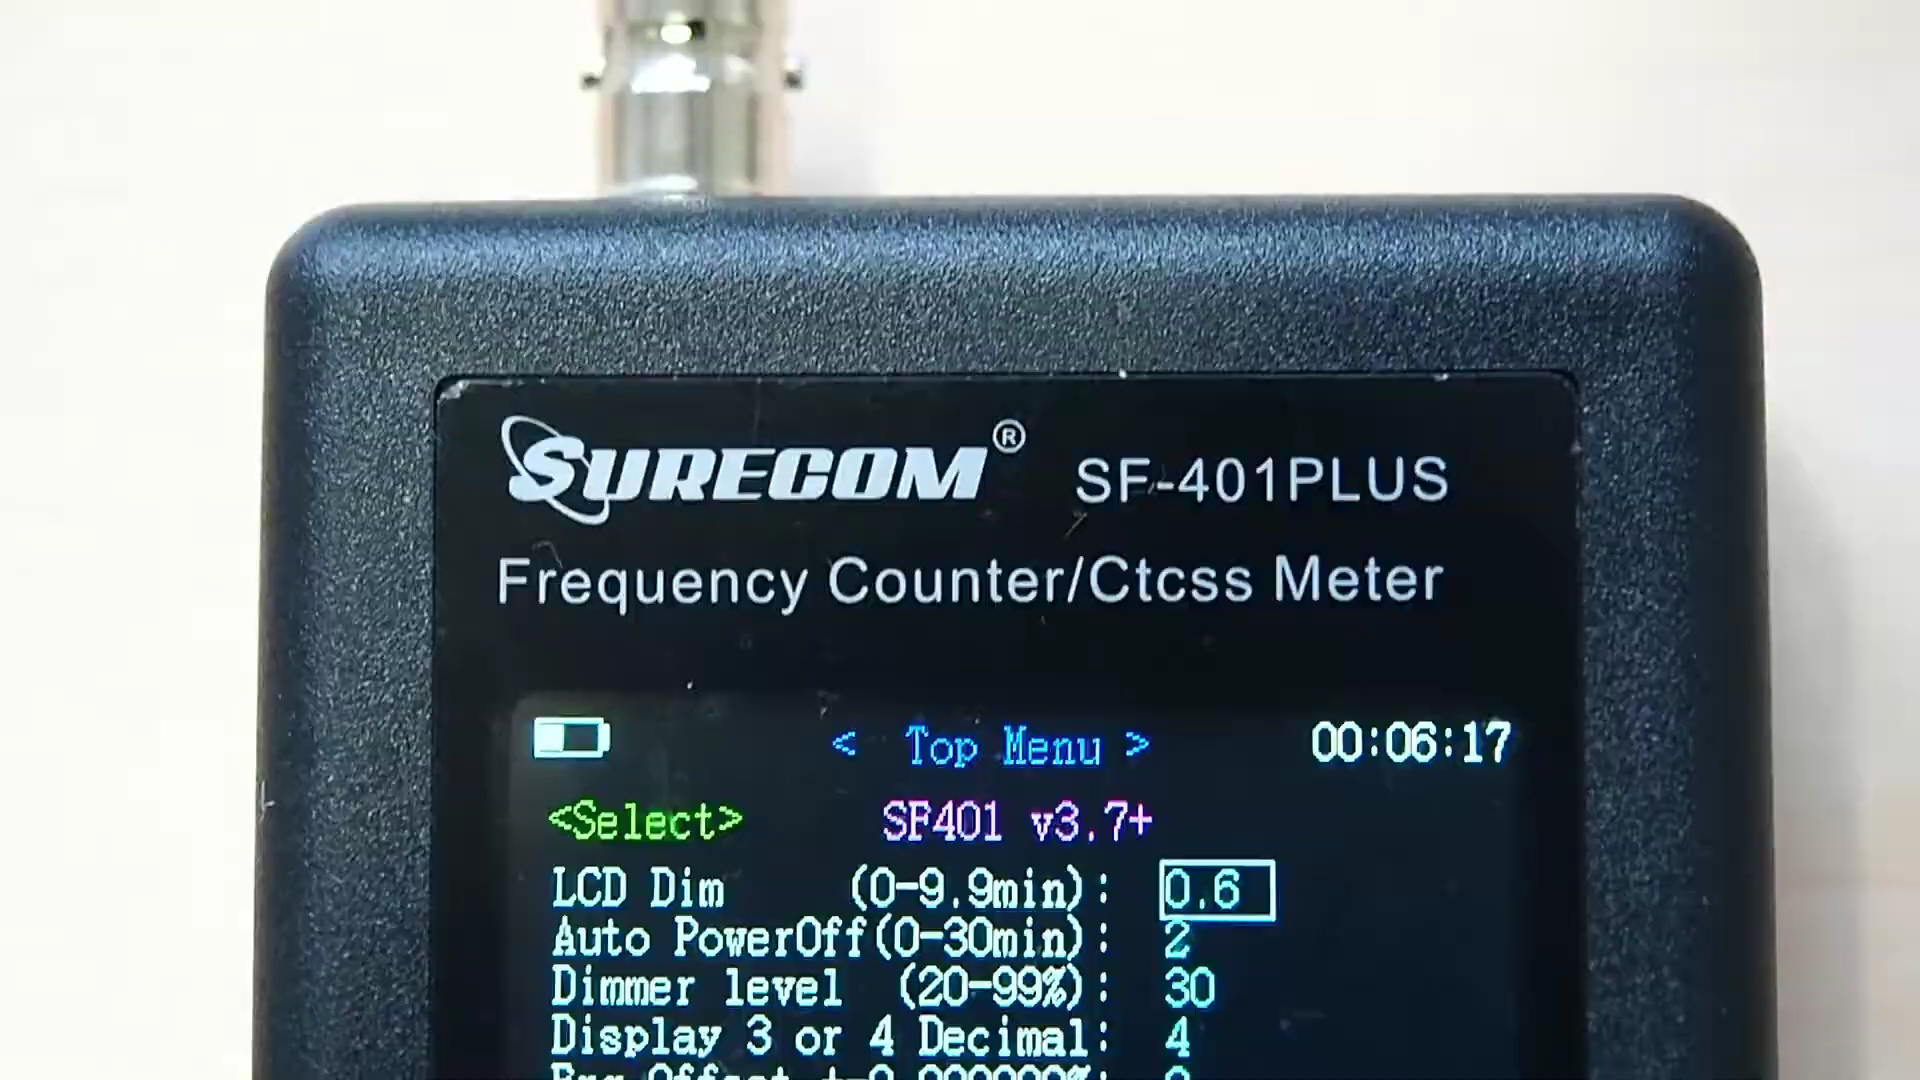 SURECOM® SF-401PLUS
Frequency Counter/Ctcss Meter
< Top Menu > 00:06:17
<Select> SF401 v3.7+
LCD Dim (0-9.9min): 0.6
Auto PowerOff(0-30min): 2
Dimmer level (20-99%): 30
Display 3 or 4 Decimal: 4